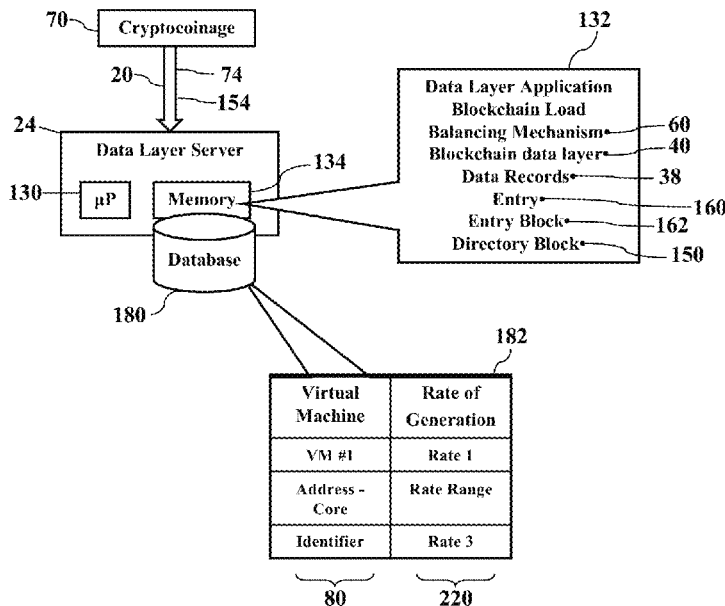 70
Cryptocoinage
20
74
154
24
Data Layer Server
130
µP
Memory
134
Database
180
132
Data Layer Application
Blockchain Load
Balancing Mechanism
60
Blockchain data layer
40
Data Records
38
Entry
160
Entry Block
162
Directory Block
150
182
Virtual Machine
Rate of Generation
VM #1
Rate 1
Address - Core
Rate Range
Identifier
Rate 3
80
220